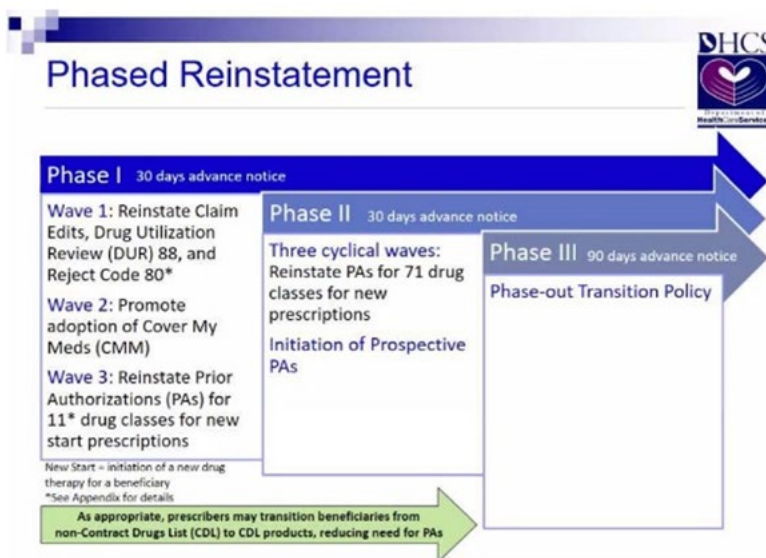 DHCS
Department of
HealthCareService
Phased Reinstatement
Phase I 30 days advance notice
Wave 1: Reinstate Claim
Edits, Drug Utilization
Review (DUR) 88, and
Reject Code 80*
Wave 2: Promote
adoption of Cover My
Meds (CMM)
Wave 3: Reinstate Prior
Authorizations (PAs) for
11* drug classes for new
start prescriptions
New Start = initiation of a new drug
therapy for a beneficiary
*See Appendix for details
Phase II 30 days advance notice
Three cyclical waves:
Reinstate PAs for 71 drug
classes for new
prescriptions
Initiation of Prospective
PAs
Phase III 90 days advance notice
Phase-out Transition Policy
As appropriate, prescribers may transition beneficiaries from
non-Contract Drugs List (CDL) to CDL products, reducing need for PAs